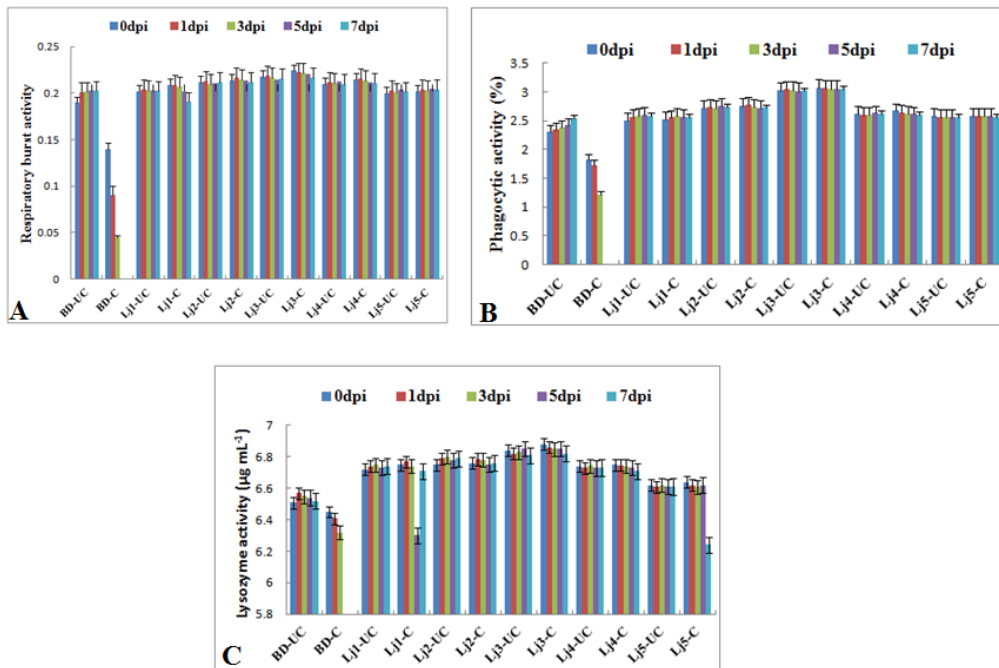 0dpi 1dpi 3dpi 5dpi 7dpi
Respiratory burst activity
0.25
0.2
0.15
0.1
0.05
0
BD-UC BD-C Lj1-UC Lj1-C Lj2-UC Lj2-C Lj3-UC Lj3-C Lj4-UC Lj4-C Lj5-UC Lj5-C
A
0dpi 1dpi 3dpi 5dpi 7dpi
Phagocytic activity (%)
3.5
3
2.5
2
1.5
1
0.5
0
BD-UC BD-C Lj1-UC Lj1-C Lj2-UC Lj2-C Lj3-UC Lj3-C Lj4-UC Lj4-C Lj5-UC Lj5-C
B
0dpi 1dpi 3dpi 5dpi 7dpi
Lysozyme activity (µg mL⁻¹)
7
6.8
6.6
6.4
6.2
6
5.8
BD-UC BD-C Lj1-UC Lj1-C Lj2-UC Lj2-C Lj3-UC Lj3-C Lj4-UC Lj4-C Lj5-UC Lj5-C
C